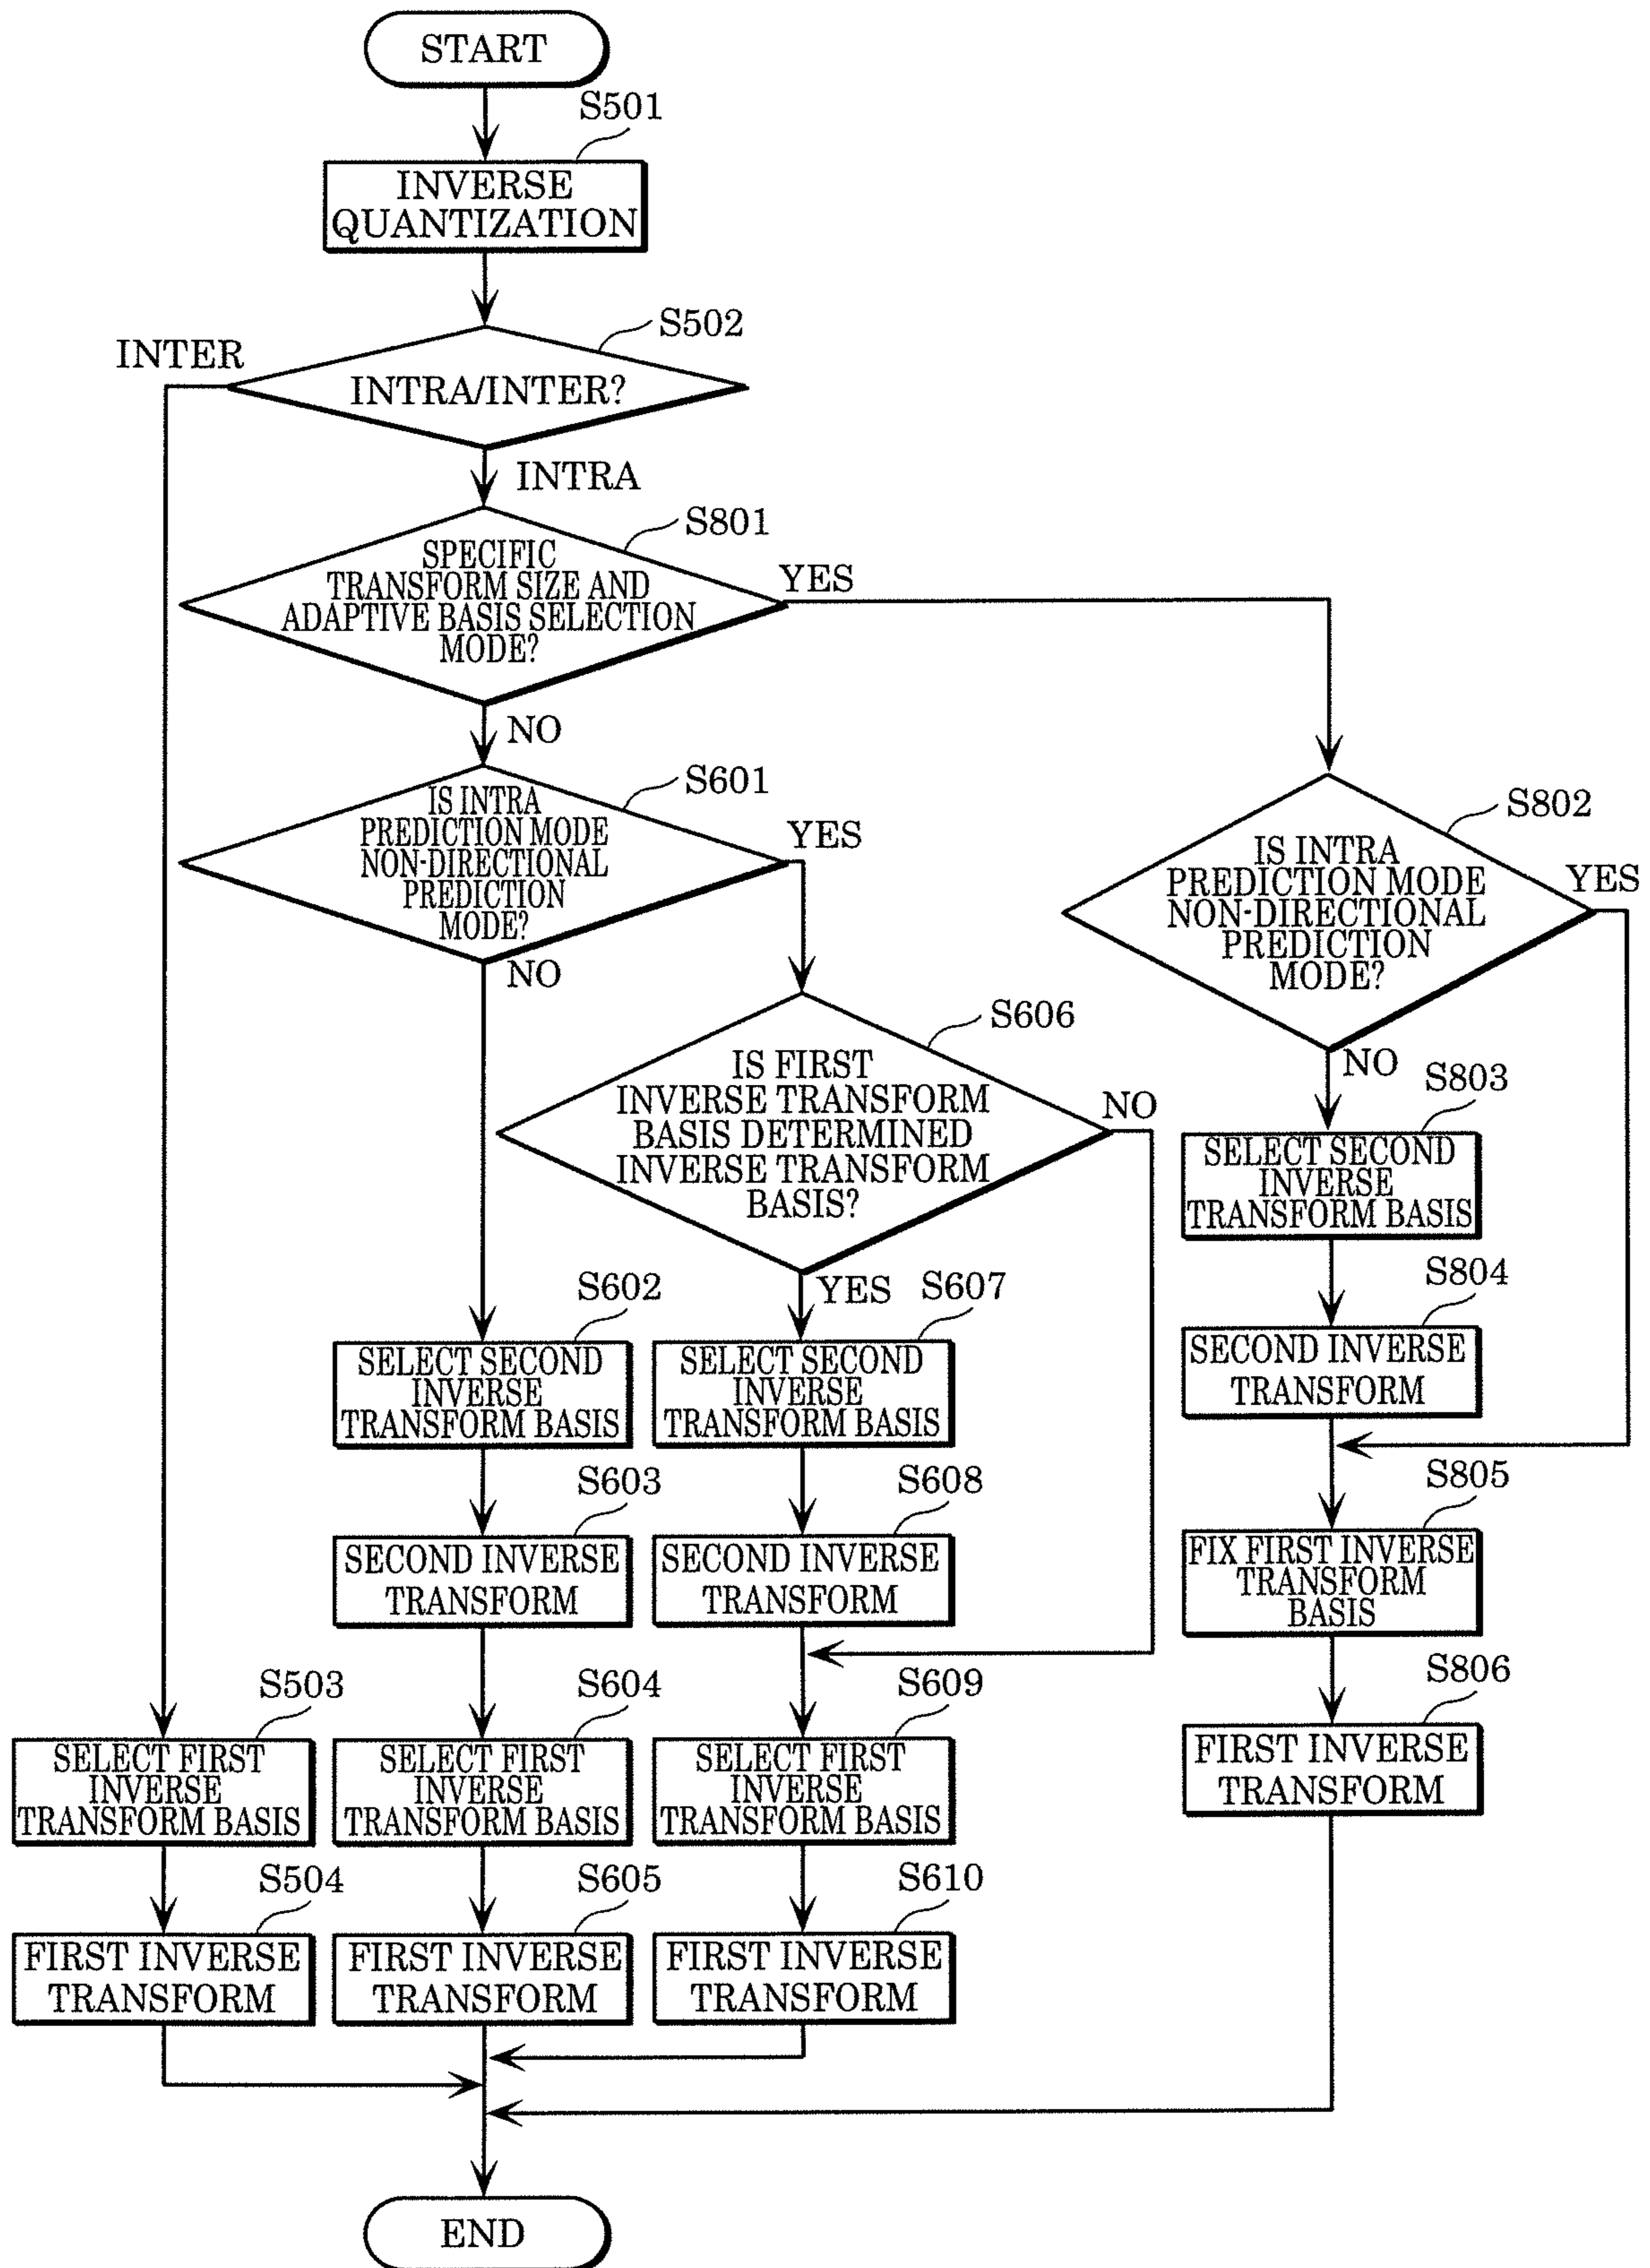 START
S501
INVERSE
QUANTIZATION
S502
INTER
INTRA/INTER?
INTRA
S801
SPECIFIC
TRANSFORM SIZE AND
ADAPTIVE BASIS SELECTION
MODE?
YES
NO
S601
IS INTRA
PREDICTION MODE
NON-DIRECTIONAL
PREDICTION
MODE?
YES
NO
S802
IS INTRA
PREDICTION MODE
NON-DIRECTIONAL
PREDICTION
MODE?
YES
NO
S606
IS FIRST
INVERSE TRANSFORM
BASIS DETERMINED
INVERSE TRANSFORM
BASIS?
NO
YES
S803
SELECT SECOND
INVERSE
TRANSFORM BASIS
S804
SECOND INVERSE
TRANSFORM
S602
SELECT SECOND
INVERSE
TRANSFORM BASIS
S607
SELECT SECOND
INVERSE
TRANSFORM BASIS
S603
SECOND INVERSE
TRANSFORM
S608
SECOND INVERSE
TRANSFORM
S805
FIX FIRST INVERSE
TRANSFORM
BASIS
S503
SELECT FIRST
INVERSE
TRANSFORM BASIS
S604
SELECT FIRST
INVERSE
TRANSFORM BASIS
S609
SELECT FIRST
INVERSE
TRANSFORM BASIS
S806
FIRST INVERSE
TRANSFORM
S504
FIRST INVERSE
TRANSFORM
S605
FIRST INVERSE
TRANSFORM
S610
FIRST INVERSE
TRANSFORM
END